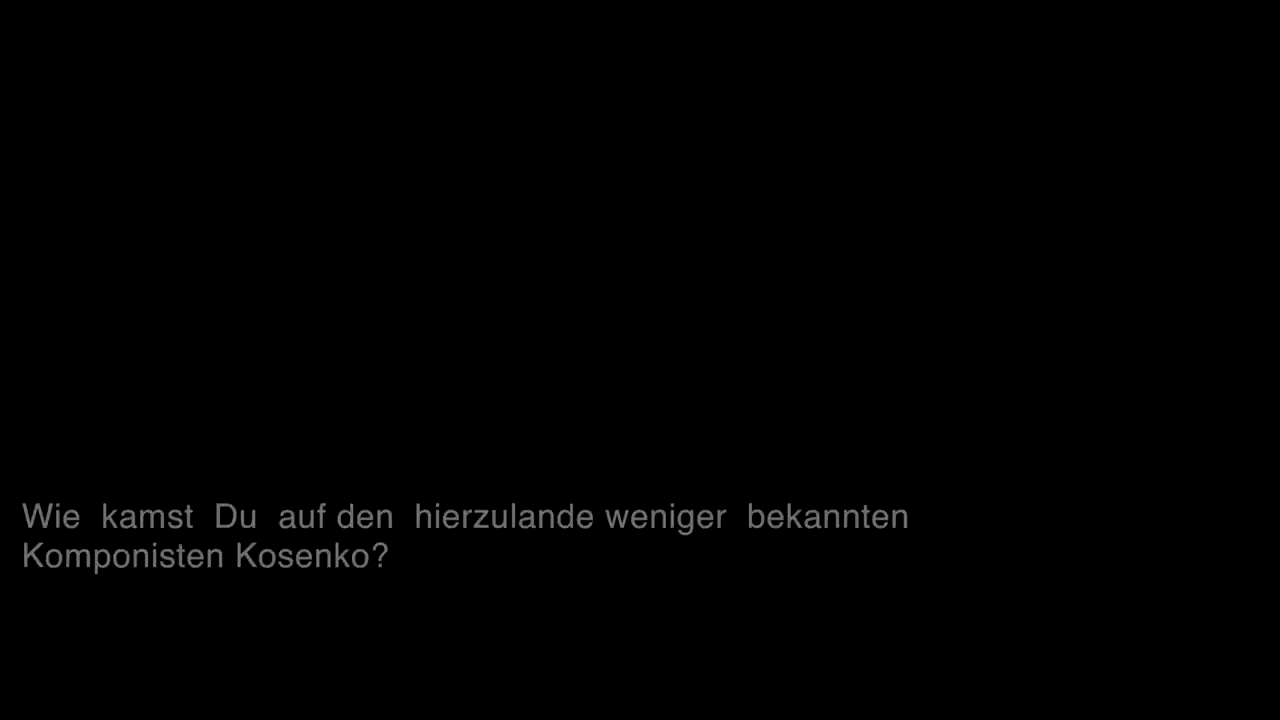 Wie kamst Du auf den hierzulande weniger bekannten
Komponisten Kosenko?